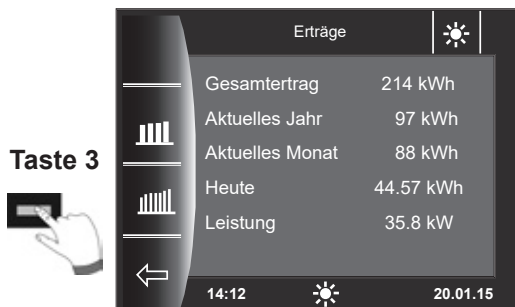 Erträge
Gesamtertrag 214 kWh
Aktuelles Jahr 97 kWh
Aktuelles Monat 88 kWh
Heute 44.57 kWh
Leistung 35.8 kW
Taste 3
14:12 20.01.15